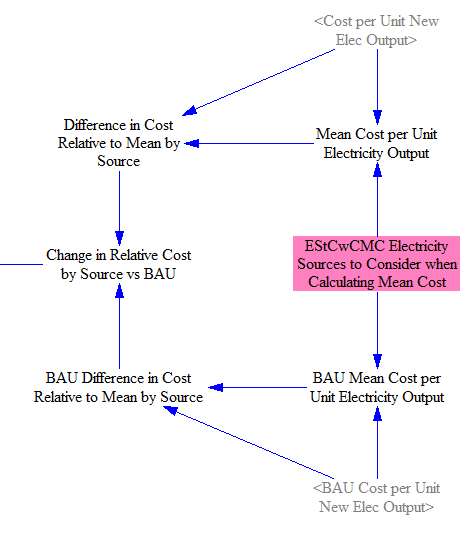 <Cost per Unit New
Elec Output>
Difference in Cost
Relative to Mean by
Source
Mean Cost per Unit
Electricity Output
EStCwCMC Electricity
Sources to Consider when
Calculating Mean Cost
Change in Relative Cost
by Source vs BAU
BAU Difference in Cost
Relative to Mean by Source
BAU Mean Cost per
Unit Electricity Output
<BAU Cost per Unit
New Elec Output>